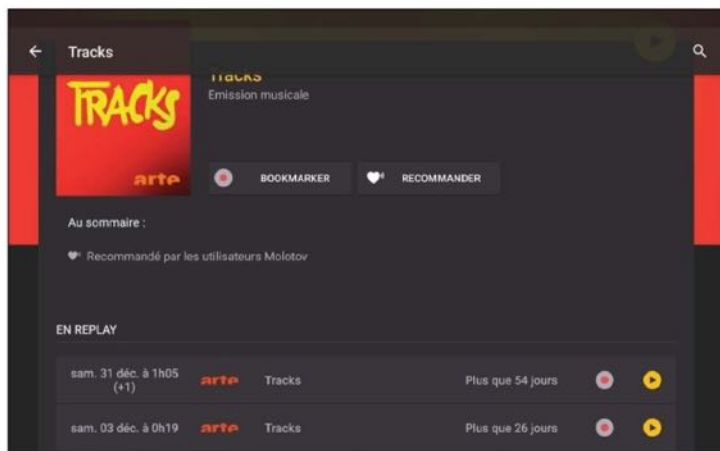 Tracks
Tracks
Emission musicale
TRACKS
arte
BOOKMARKER
RECOMMANDER
Au sommaire :
Recommandé par les utilisateurs Molotov
EN REPLAY
sam. 31 déc. à 1h05
(+1)
arte Tracks Plus que 54 jours
sam. 03 déc. à 0h19 arte Tracks Plus que 26 jours